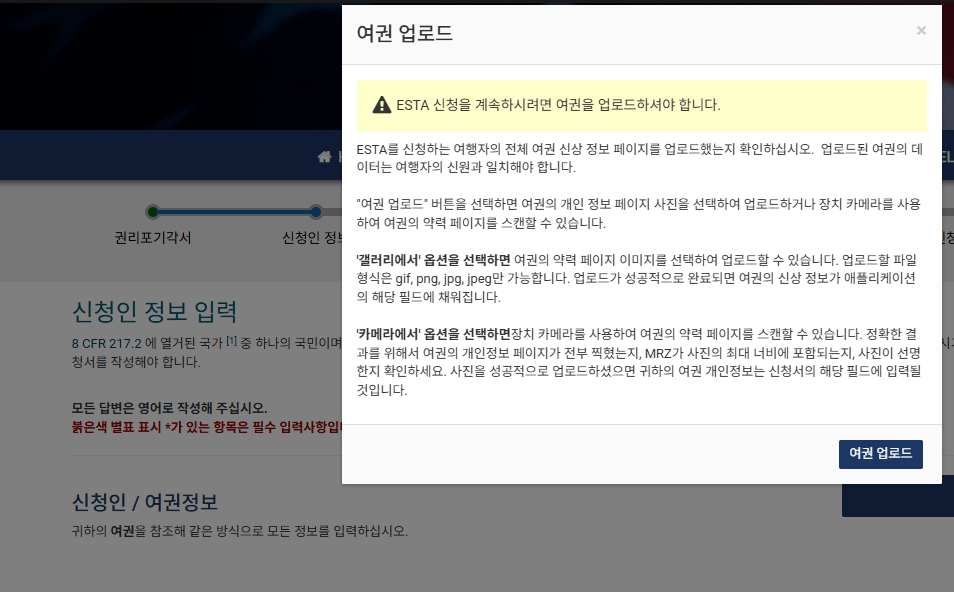 여권 업로드
×
ESTA 신청을 계속하시려면 여권을 업로드하셔야 합니다.
ESTA를 신청하는 여행자의 전체 여권 신상 정보 페이지를 업로드했는지 확인하십시오. 업로드된 여권의 데
이터는 여행자의 신원과 일치해야 합니다.
"여권 업로드" 버튼을 선택하면 여권의 개인 정보 페이지 사진을 선택하여 업로드하거나 장치 카메라를 사용
하여 여권의 약력 페이지를 스캔할 수 있습니다.
'갤러리에서' 옵션을 선택하면 여권의 약력 페이지 이미지를 선택하여 업로드할 수 있습니다. 업로드할 파일
형식은 gif, png, jpg, jpeg만 가능합니다. 업로드가 성공적으로 완료되면 여권의 신상 정보가 애플리케이션
의 해당 필드에 채워집니다.
'카메라에서' 옵션을 선택하면장치 카메라를 사용하여 여권의 약력 페이지를 스캔할 수 있습니다. 정확한 결
과를 위해서 여권의 개인정보 페이지가 전부 찍혔는지, MRZ가 사진의 최대 너비에 포함되는지, 사진이 선명
한지 확인하세요. 사진을 성공적으로 업로드하셨으면 귀하의 여권 개인정보는 신청서의 해당 필드에 입력될
것입니다.
여권 업로드
권리포기각서
신청인 정보
신청인 정보 입력
8 CFR 217.2 에 열거된 국가 [1] 중 하나의 국민이며
청서를 작성해야 합니다.
모든 답변은 영어로 작성해 주십시오.
붉은색 별표 표시 *가 있는 항목은 필수 입력사항입니
신청인 / 여권정보
귀하의 여권을 참조해 같은 방식으로 모든 정보를 입력하십시오.